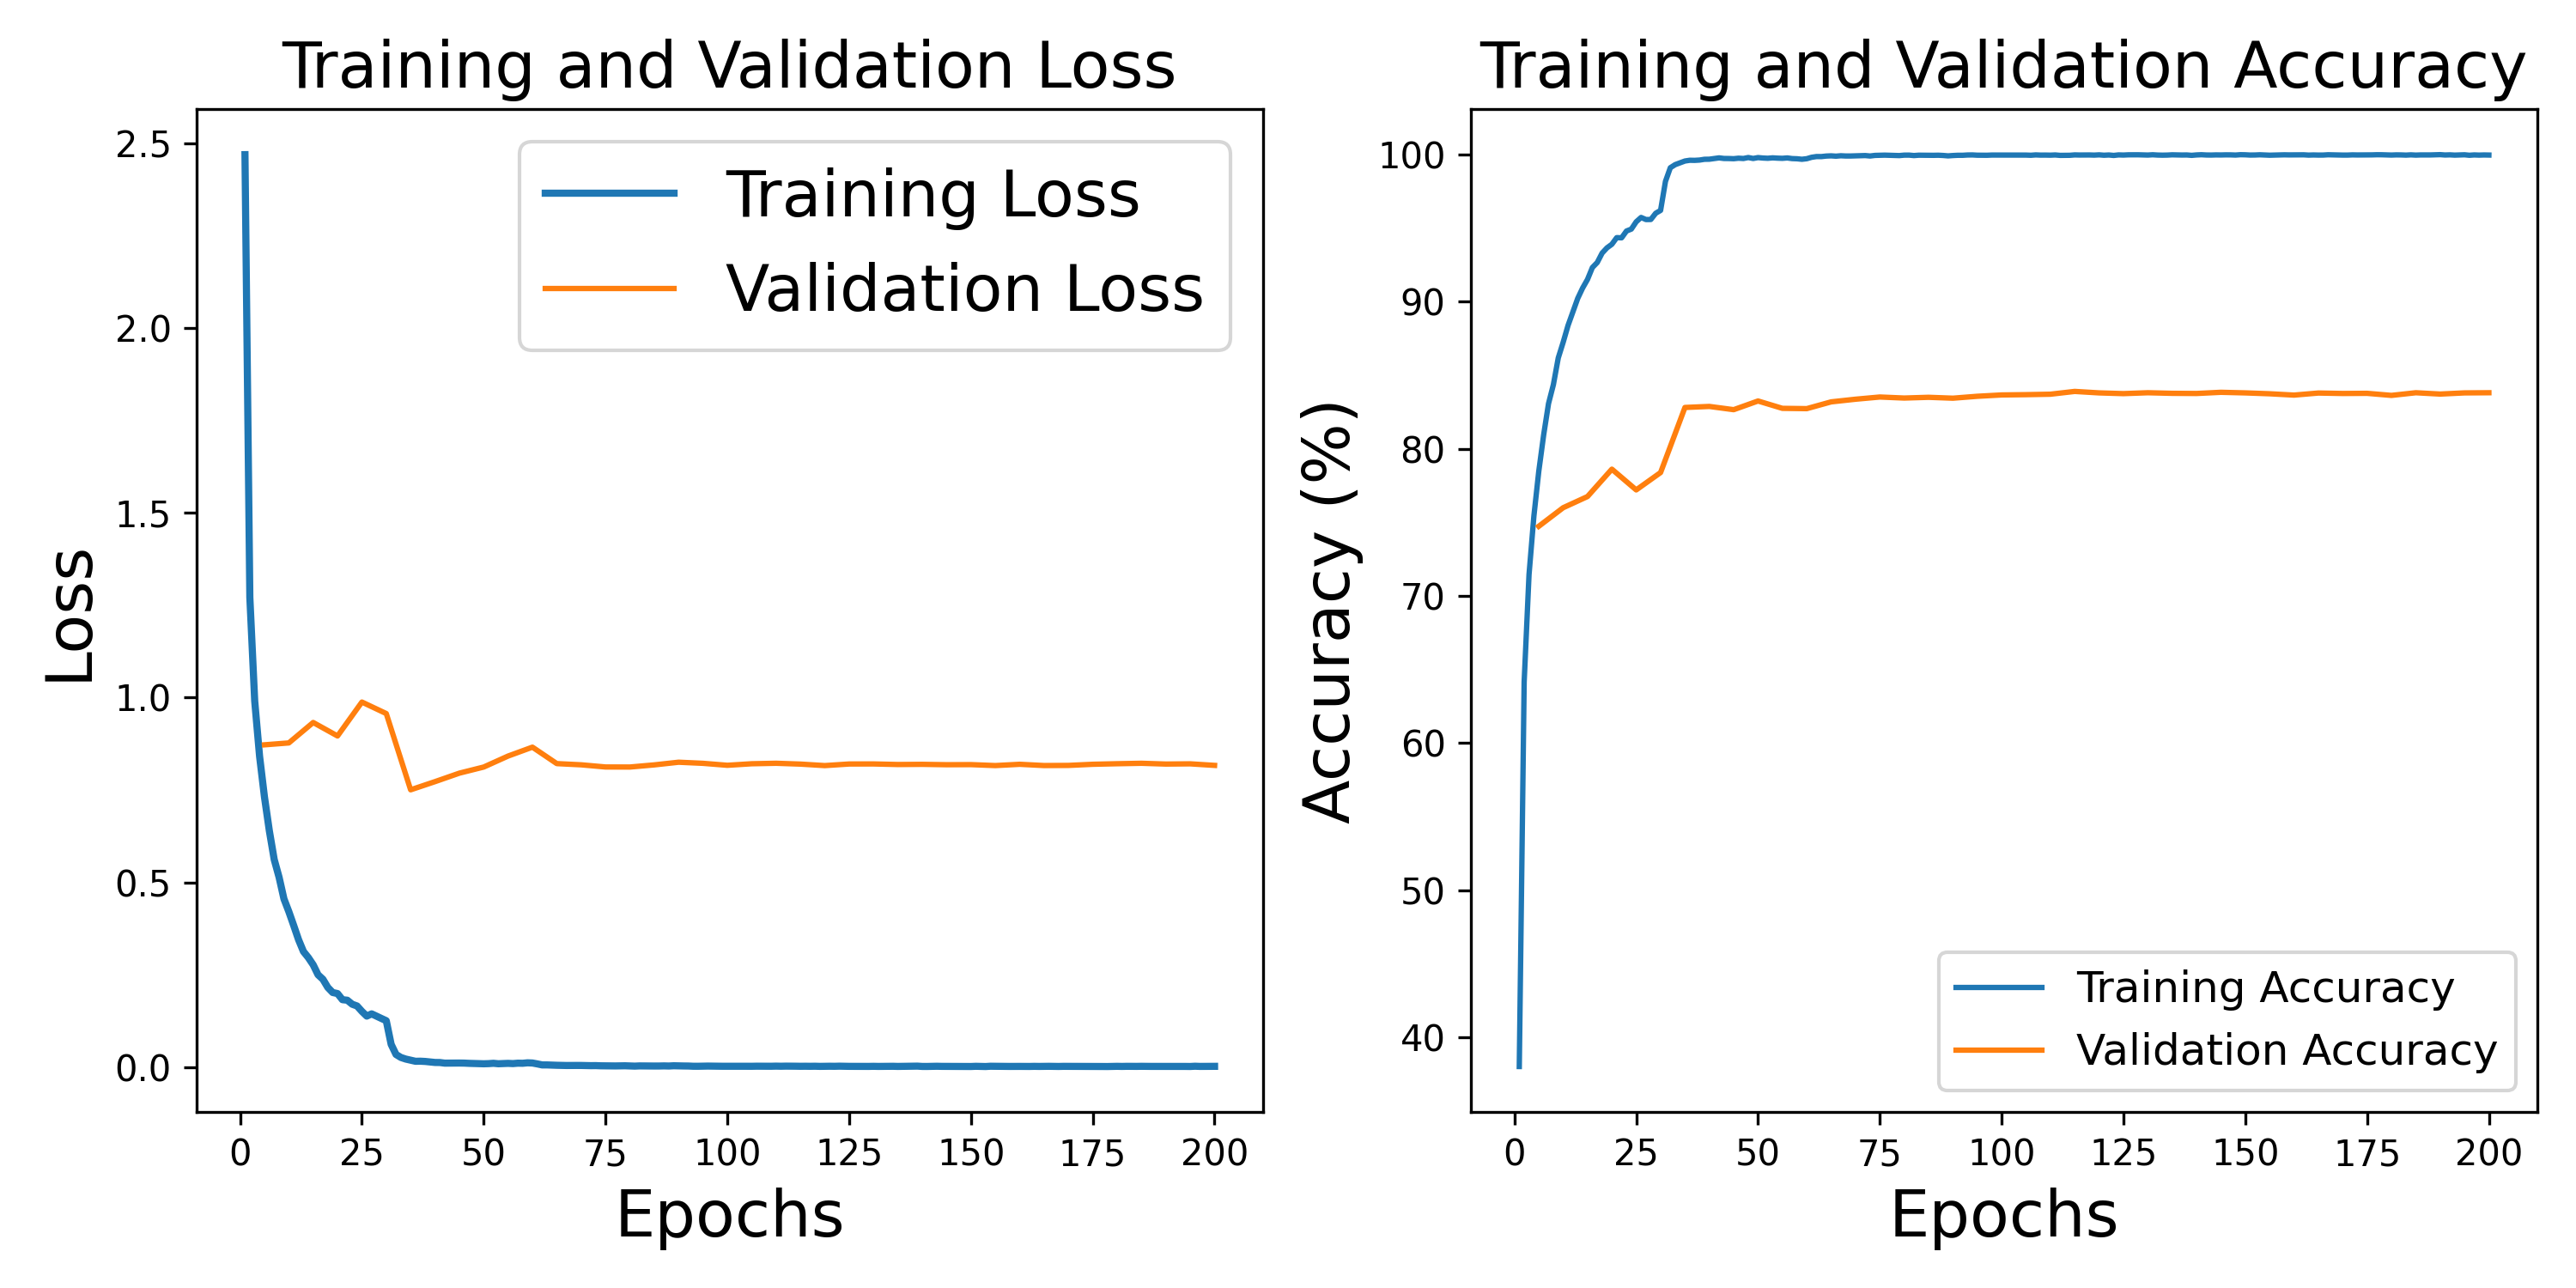 Training and Validation Loss
2.5
2.0
1.5
1.0
0.5
0.0
Loss
Training Loss
Validation Loss
0 25 50 75 100 125 150 175 200
Epochs
Training and Validation Accuracy
100
90
80
70
60
50
40
Accuracy (%)
Training Accuracy
Validation Accuracy
0 25 50 75 100 125 150 175 200
Epochs